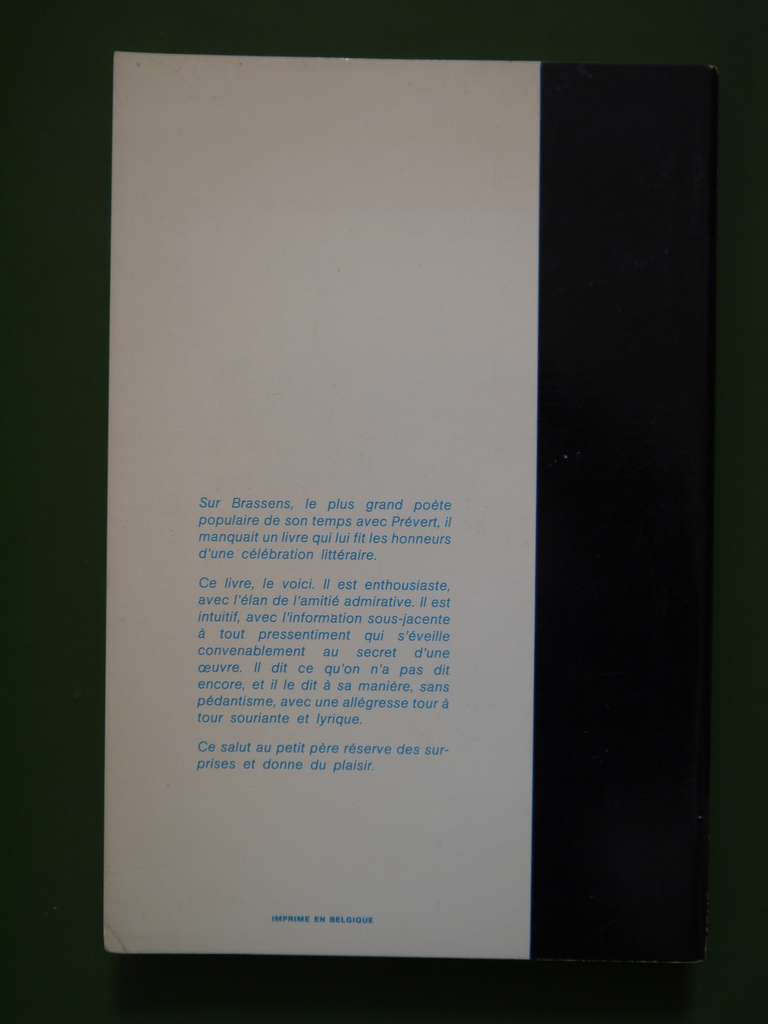 Sur Brassens, le plus grand poète
populaire de son temps avec Prévert, il
manquait un livre qui lui fit les honneurs
d'une célébration littéraire.
Ce livre, le voici. Il est enthousiaste,
avec l'élan de l'amitié admirative. Il est
intuitif, avec l'information sous-jacente
à tout pressentiment qui s'éveille
convenablement au secret d'une
œuvre. Il dit ce qu'on n'a pas dit
encore, et il le dit à sa manière, sans
pédantisme, avec une allégresse tour à
tour souriante et lyrique.
Ce salut au petit père réserve des sur-
prises et donne du plaisir.
IMPRIME EN BELGIQUE